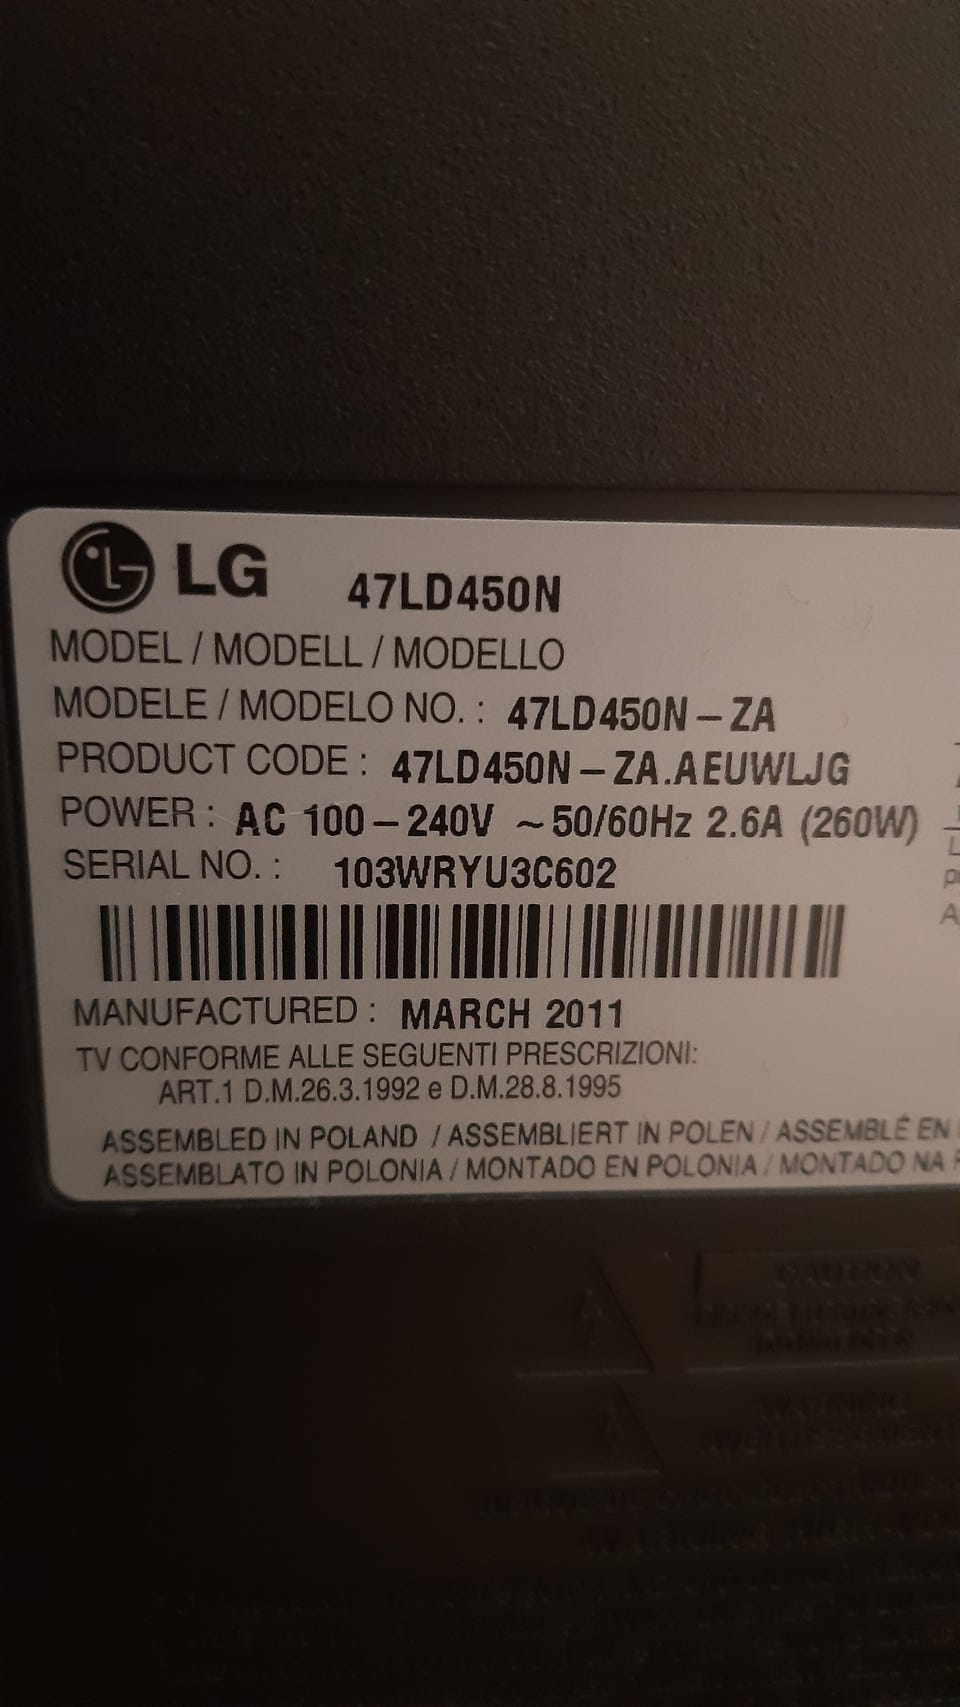 LG 47LD450N
MODEL / MODELL / MODELLO
MODELE / MODELO NO. : 47LD450N – ZA
PRODUCT CODE : 47LD450N – ZA.AEUWLJG
POWER : AC 100 – 240V ~ 50/60Hz 2.6A (260W)
SERIAL NO. : 103WRYU3C602
MANUFACTURED : MARCH 2011
TV CONFORME ALLE SEGUENTI PRESCRIZIONI:
ART.1 D.M.26.3.1992 e D.M.28.8.1995
ASSEMBLED IN POLAND / ASSEMBLIERT IN POLEN / ASSEMBLÉ EN
ASSEMBLATO IN POLONIA / MONTADO EN POLONIA / MONTADO NA
CAUTION
WARNING